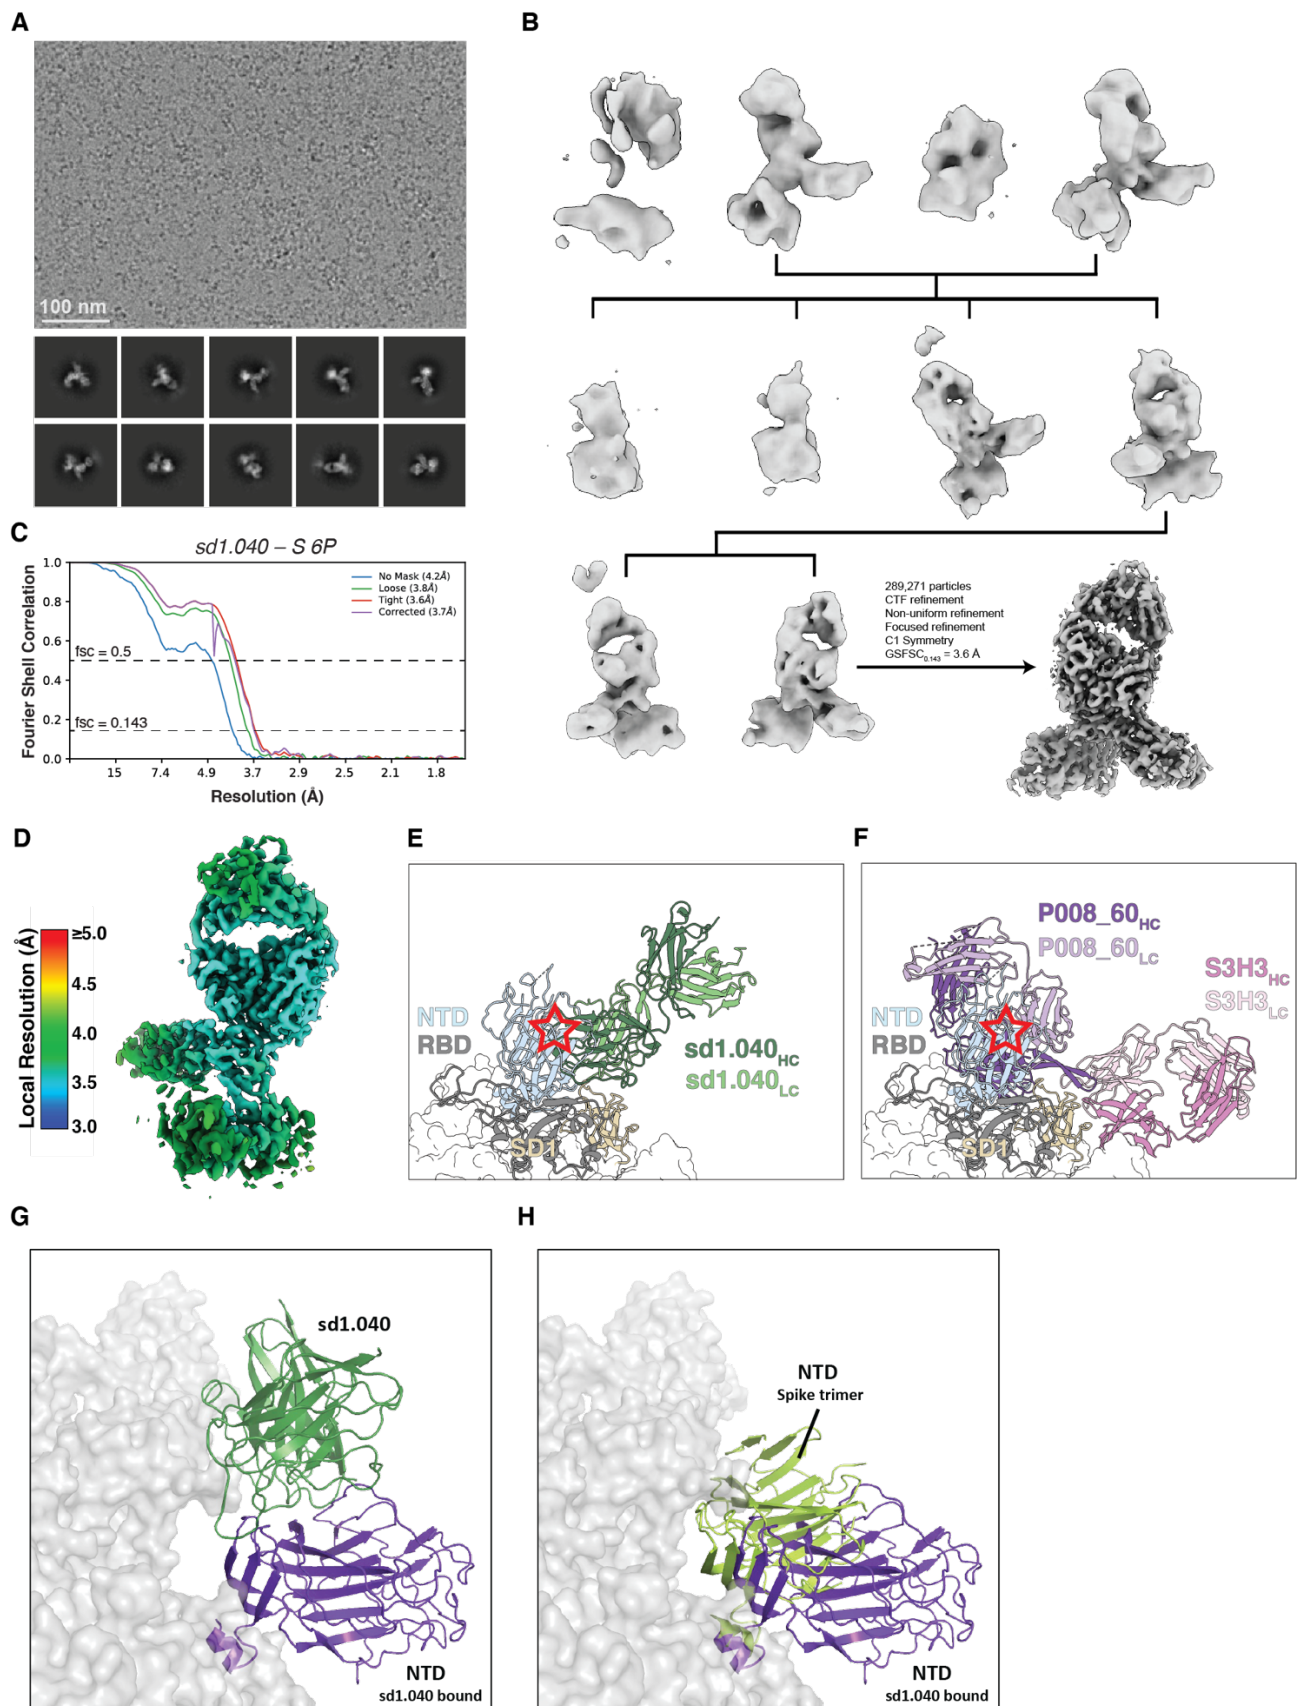 A
100 nm
B
C
sd1.040 – S 6P
Fourier Shell Correlation
1.0
0.8
0.6
0.4
0.2
0.0
fsc = 0.5
fsc = 0.143
No Mask (4.2Å)
Loose (3.8Å)
Tight (3.6Å)
Corrected (3.7Å)
15 7.4 4.9 3.7 2.9 2.5 2.1 1.8
Resolution (Å)
289,271 particles
CTF refinement
Non-uniform refinement
Focused refinement
C1 Symmetry
GSFSC0.143 = 3.6 Å
D
Local Resolution (Å)
≥5.0
4.5
4.0
3.5
3.0
E
NTD
RBD
sd1.040HC
sd1.040LC
SD1
F
P008_60HC
P008_60LC
S3H3HC
S3H3LC
NTD
RBD
SD1
G
sd1.040
NTD
sd1.040 bound
H
NTD
Spike trimer
NTD
sd1.040 bound